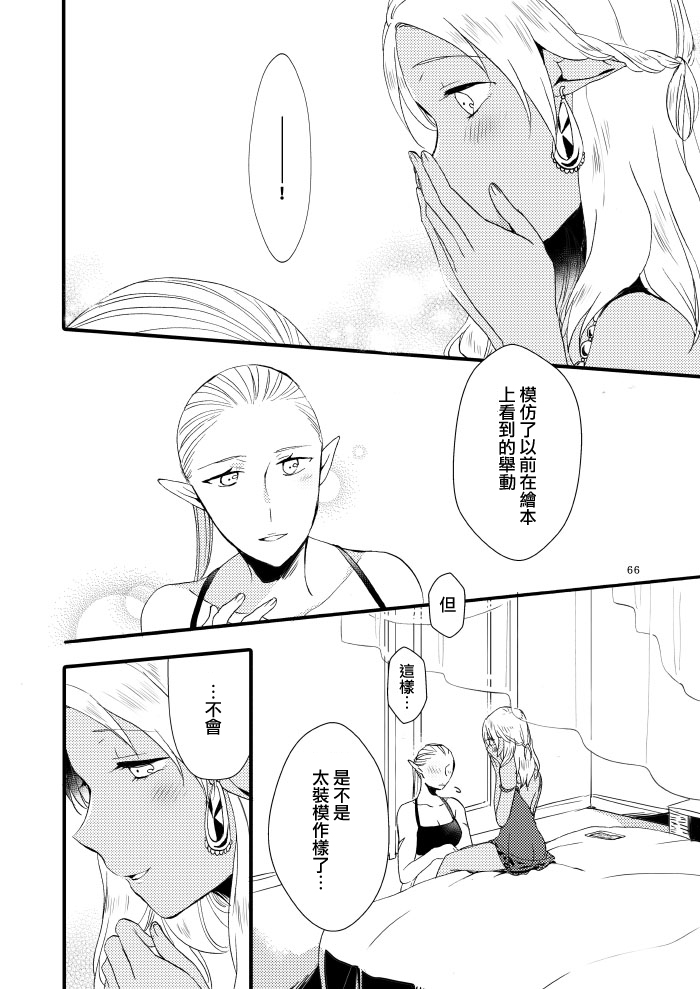 ——！
模仿了以前在繪本
上看到的舉動
66
但
這樣…
是不是
太裝模作樣了…
…不會